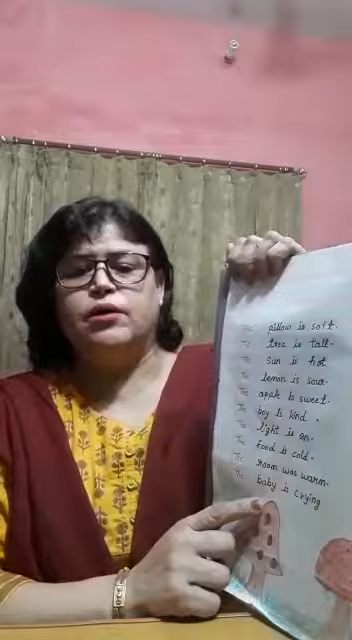 The pillow is soft.
The tree is tall.
The sun is hot
The lemon is sour.
The apple is sweet.
The boy is kind.
The light is on.
The food is cold.
The room was warm.
The baby is crying